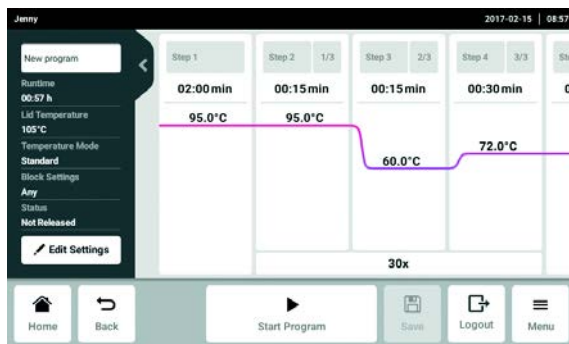 Jenny
2017-02-15 | 08:57
New program
Runtime
00:57 h
Lid Temperature
105°C
Temperature Mode
Standard
Block Settings
Any
Status
Not Released
Edit Settings
Step 1
02:00 min
95.0°C
Step 2 1/3
00:15 min
95.0°C
Step 3 2/3
00:15 min
60.0°C
Step 4 3/3
00:30 min
72.0°C
30x
Home
Back
Start Program
Save
Logout
Menu